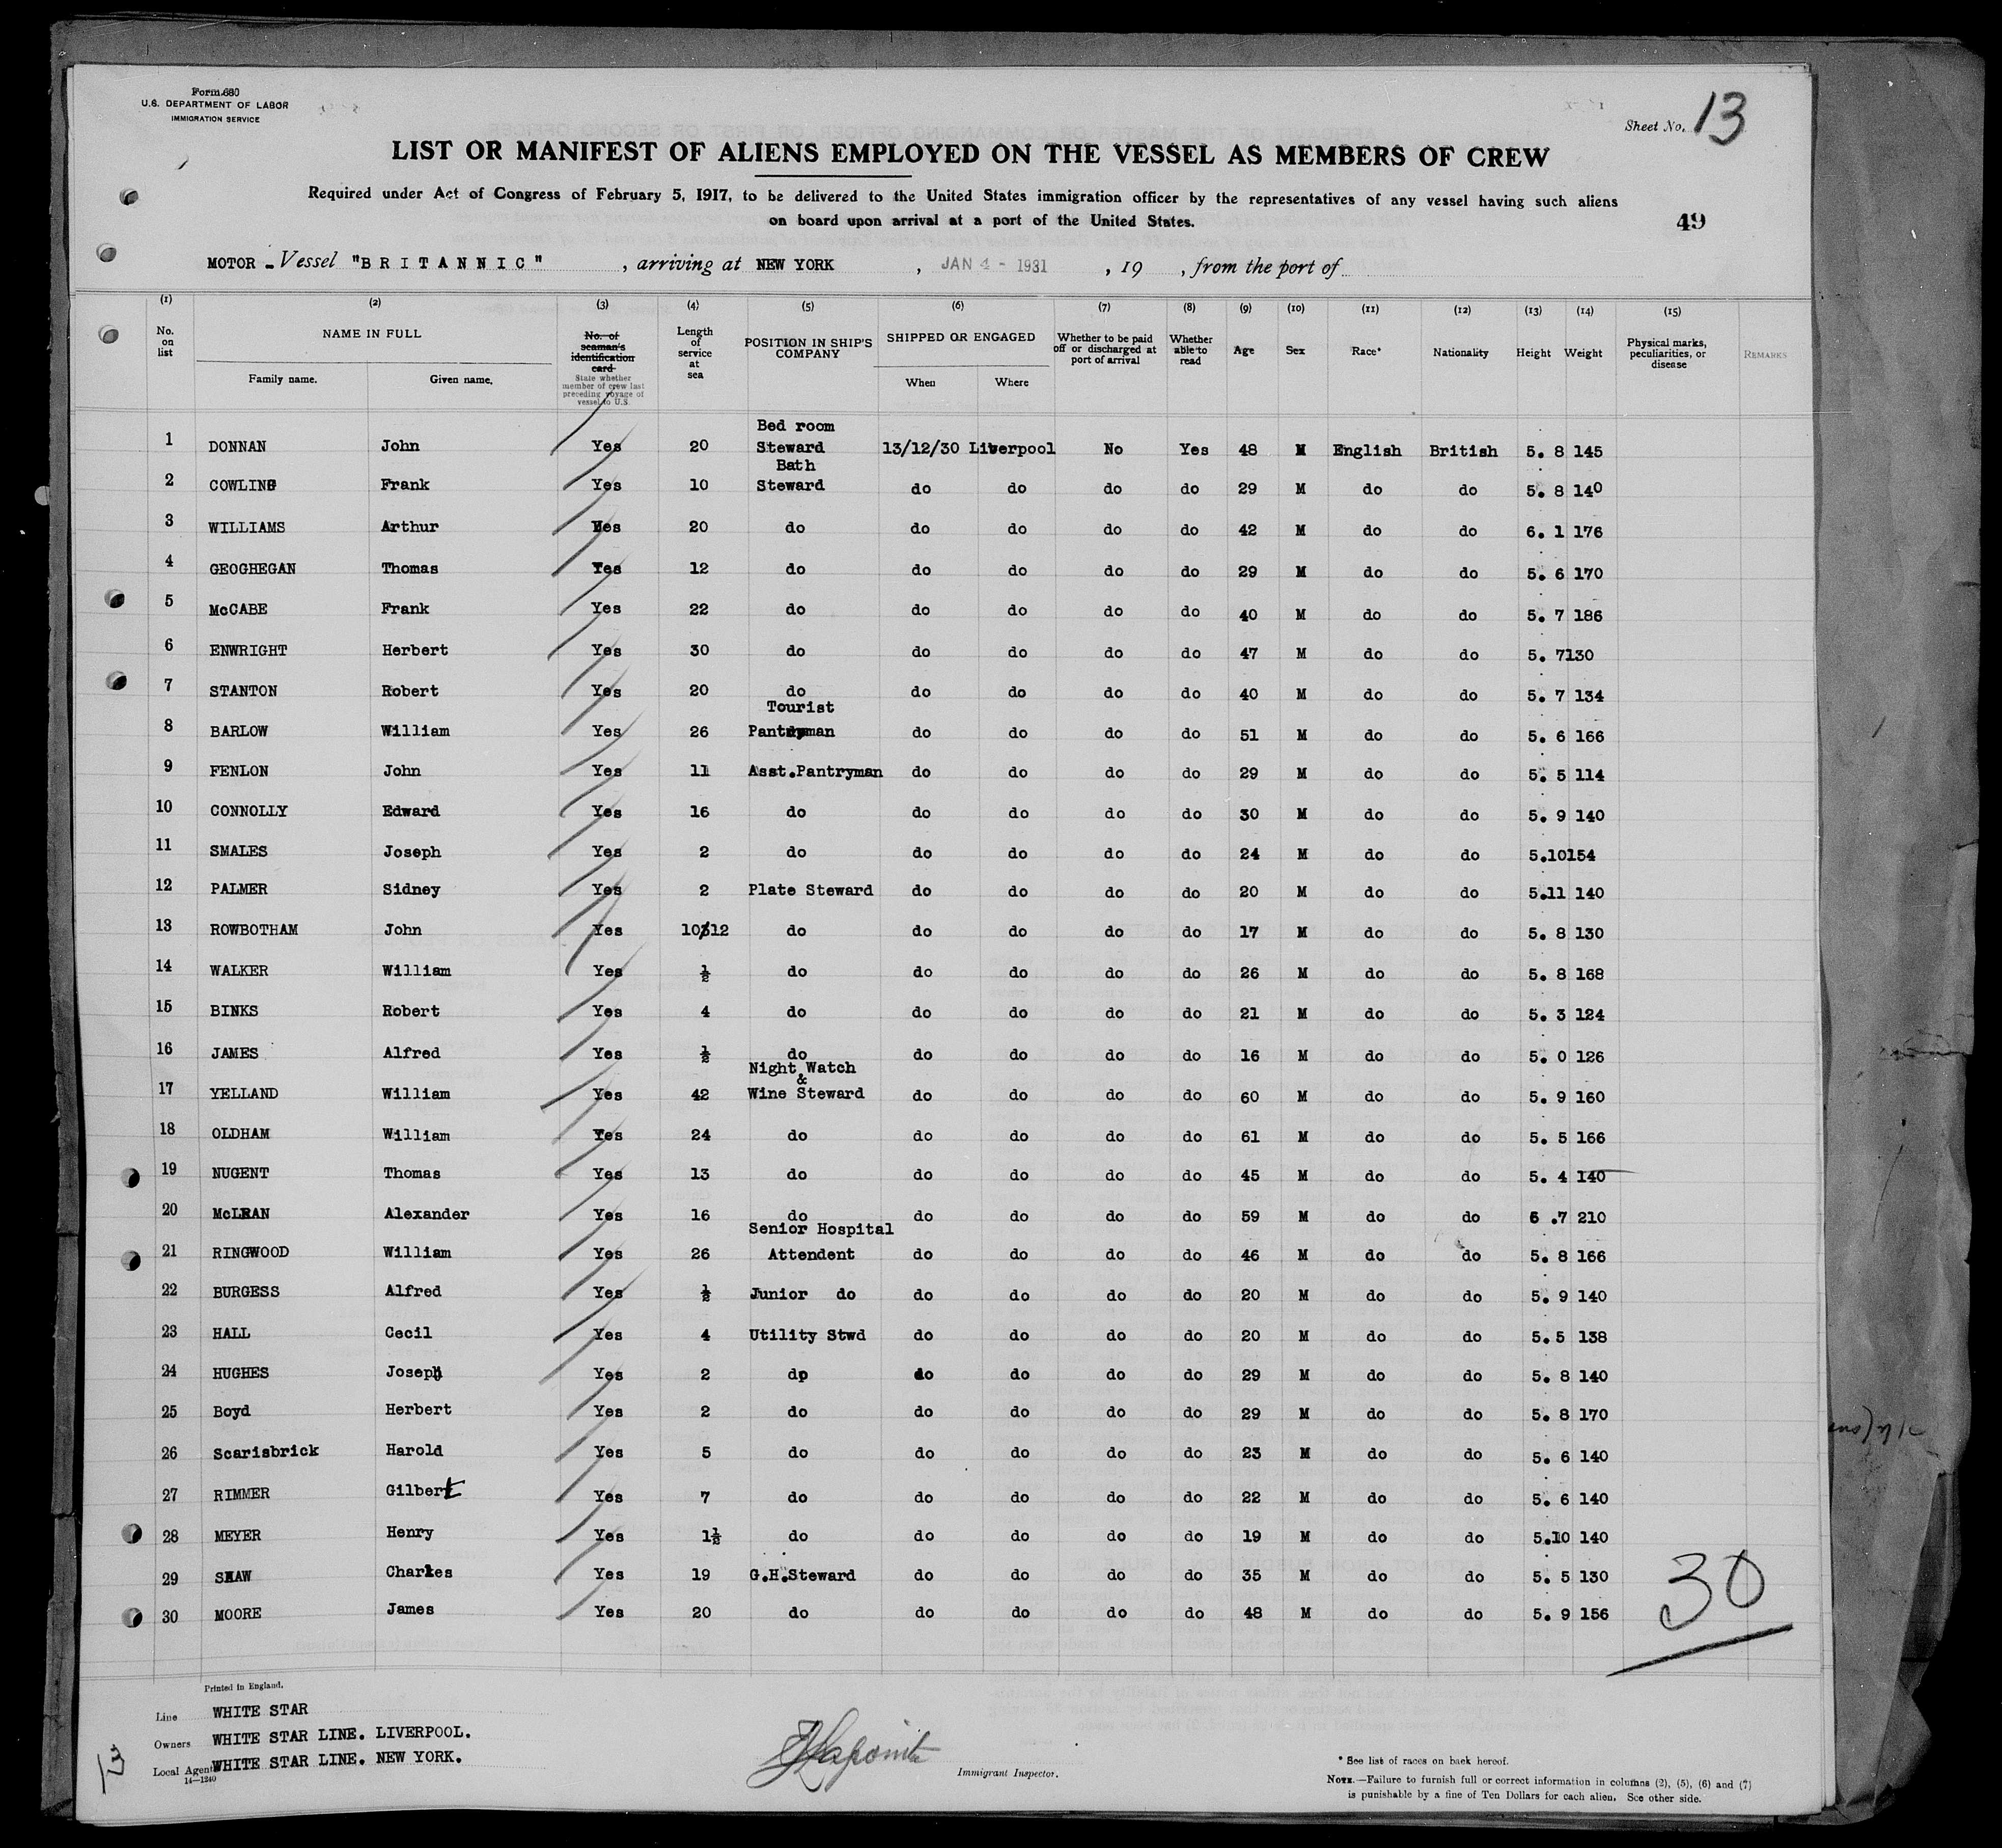 Form 680
U.S. DEPARTMENT OF LABOR
IMMIGRATION SERVICE
Sheet No. 13
LIST OR MANIFEST OF ALIENS EMPLOYED ON THE VESSEL AS MEMBERS OF CREW
Required under Act of Congress of February 5, 1917, to be delivered to the United States immigration officer by the representatives of any vessel having such aliens
on board upon arrival at a port of the United States.
49
MOTOR - Vessel "BRITANNIC" , arriving at NEW YORK , JAN 4 - 1931 , 19 , from the port of
(1) (2) (3) (4) (5) (6) (7) (8) (9) (10) (11) (12) (13) (14) (15)
No. on list NAME IN FULL Family name. Given name. No. of seaman's identification card State whether member of crew last preceding voyage of vessel to U.S. Length of service at sea POSITION IN SHIP'S COMPANY SHIPPED OR ENGAGED When Where Whether to be paid off or discharged at port of arrival Whether able to read Age Sex Race* Nationality Height Weight Physical marks, peculiarities, or disease REMARKS
1 DONNAN John Yes 20 Bed room Steward 13/12/30 Liverpool No Yes 48 M English British 5. 8 145
2 COWLING Frank Yes 10 Bath Steward do do do do 29 M do do 5. 8 140
3 WILLIAMS Arthur Yes 20 do do do do do 42 M do do 6. 1 176
4 GEOGHEGAN Thomas Yes 12 do do do do do 29 M do do 5. 6 170
5 McCABE Frank Yes 22 do do do do do 40 M do do 5. 7 186
6 ENWRIGHT Herbert Yes 30 do do do do do 47 M do do 5. 7 130
7 STANTON Robert Yes 20 do do do do do 40 M do do 5. 7 134
8 BARLOW William Yes 26 Tourist Pantryman do do do do 51 M do do 5. 6 166
9 FENLON John Yes 11 Asst.Pantryman do do do do 29 M do do 5. 5 114
10 CONNOLLY Edward Yes 16 do do do do do 30 M do do 5. 9 140
11 SMALES Joseph Yes 2 do do do do do 24 M do do 5.10 154
12 PALMER Sidney Yes 2 Plate Steward do do do do 20 M do do 5.11 140
13 ROWBOTHAM John Yes 10/12 do do do do do 17 M do do 5. 8 130
14 WALKER William Yes ½ do do do do do 26 M do do 5. 8 168
15 BINKS Robert Yes 4 do do do do do 21 M do do 5. 3 124
16 JAMES Alfred Yes ½ do do do do do 16 M do do 5. 0 126
17 YELLAND William Yes 42 Night Watch & Wine Steward do do do do 60 M do do 5. 9 160
18 OLDHAM William Yes 24 do do do do do 61 M do do 5. 5 166
19 NUGENT Thomas Yes 13 do do do do do 45 M do do 5. 4 140
20 McLEAN Alexander Yes 16 do do do do do 59 M do do 6 .7 210
21 RINGWOOD William Yes 26 Senior Hospital Attendent do do do do 46 M do do 5. 8 166
22 BURGESS Alfred Yes ½ Junior do do do do do 20 M do do 5. 9 140
23 HALL Cecil Yes 4 Utility Stwd do do do do 20 M do do 5. 5 138
24 HUGHES Joseph Yes 2 do do do do do 29 M do do 5. 8 140
25 Boyd Herbert Yes 2 do do do do do 29 M do do 5. 8 170
26 Scarisbrick Harold Yes 5 do do do do do 23 M do do 5. 6 140
27 RIMMER Gilbert Yes 7 do do do do do 22 M do do 5. 6 140
28 MEYER Henry Yes 1½ do do do do do 19 M do do 5.10 140
29 SHAW Charles Yes 19 G.H.Steward do do do do 35 M do do 5. 5 130
30 MOORE James Yes 20 do do do do do 48 M do do 5. 9 156
30
Printed in England.
Line WHITE STAR
Owners WHITE STAR LINE. LIVERPOOL.
Local Agent WHITE STAR LINE. NEW YORK.
14—1240
13
Immigrant Inspector.
* See list of races on back hereof.
NOTE.—Failure to furnish full or correct information in columns (2), (5), (6) and (7)
is punishable by a fine of Ten Dollars for each alien. See other side.